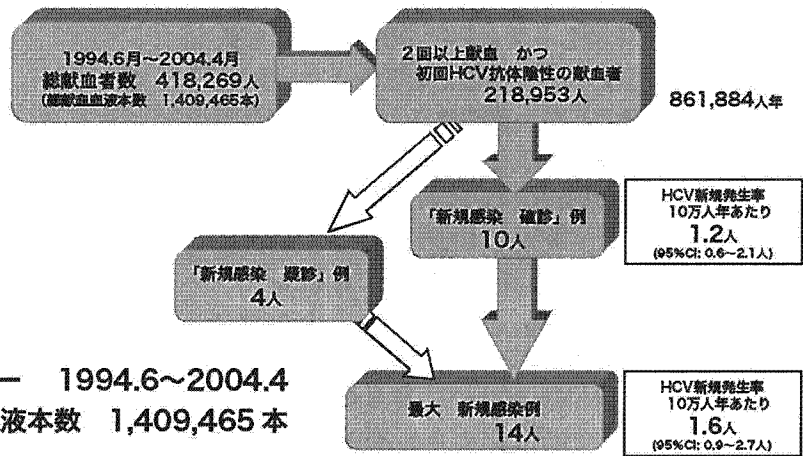 1994.6月～2004.4月
総献血者数 418,269人
(総献血血液本数 1,409,465本)
2回以上献血 かつ
初回HCV抗体陰性の献血者
218,953人
861,884人年
「新規感染 確診」例
10人
HCV新規発生率
10万人年あたり
1.2人
(95%CI: 0.6～2.1人)
「新規感染 疑診」例
4人
ー 1994.6～2004.4
液本数 1,409,465 本
最大 新規感染例
14人
HCV新規発生率
10万人年あたり
1.6人
(95%CI: 0.9～2.7人)